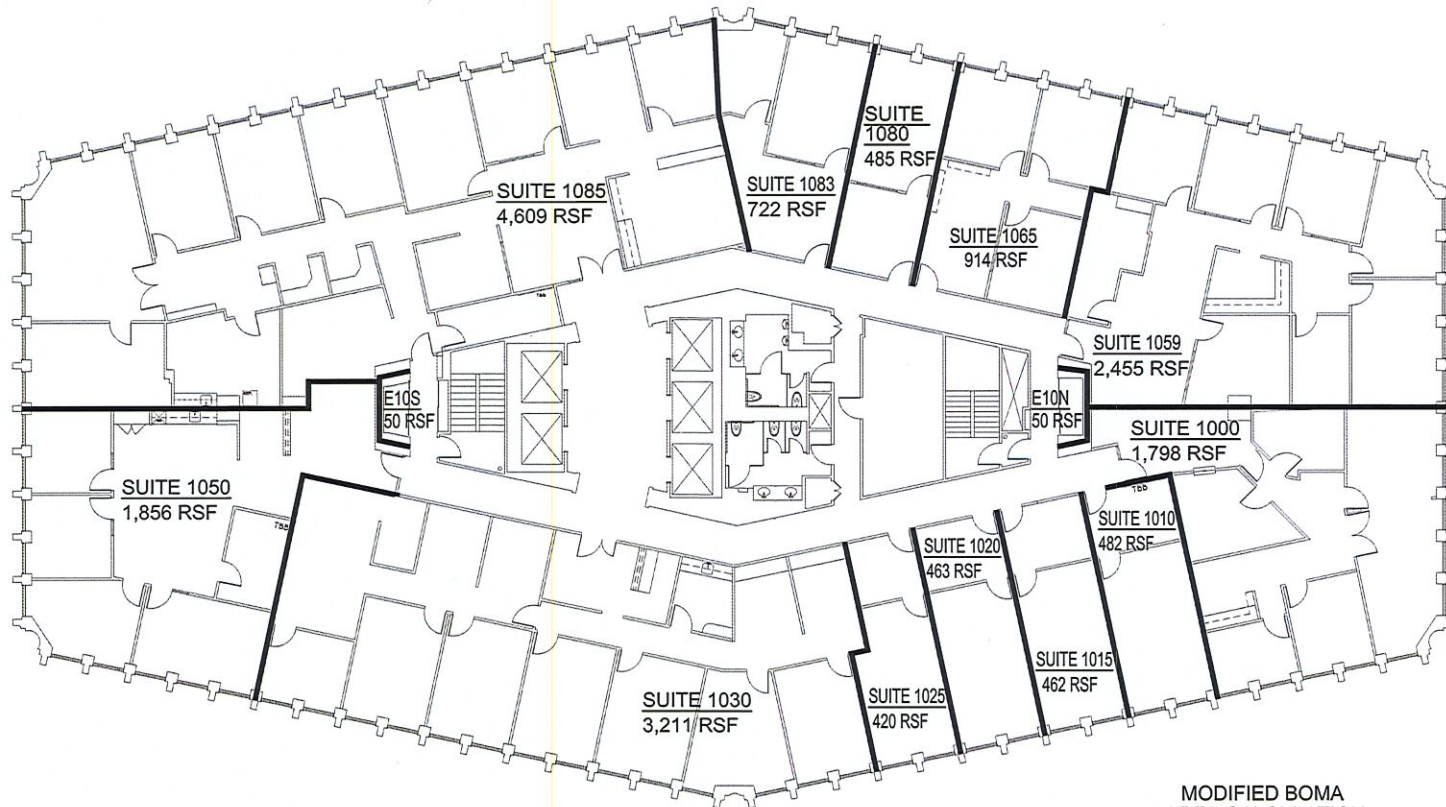 SUITE
1080
485 RSF
SUITE 1085
4,609 RSF
SUITE 1083
722 RSF
SUITE 1065
914 RSF
TBB
SUITE 1059
2,455 RSF
E10S
50 RSF
E10N
50 RSF
SUITE 1000
1,798 RSF
SUITE 1050
1,856 RSF
TBB
TBB
SUITE 1010
482 RSF
SUITE 1020
463 RSF
SUITE 1015
462 RSF
SUITE 1030
3,211 RSF
SUITE 1025
420 RSF
MODIFIED BOMA